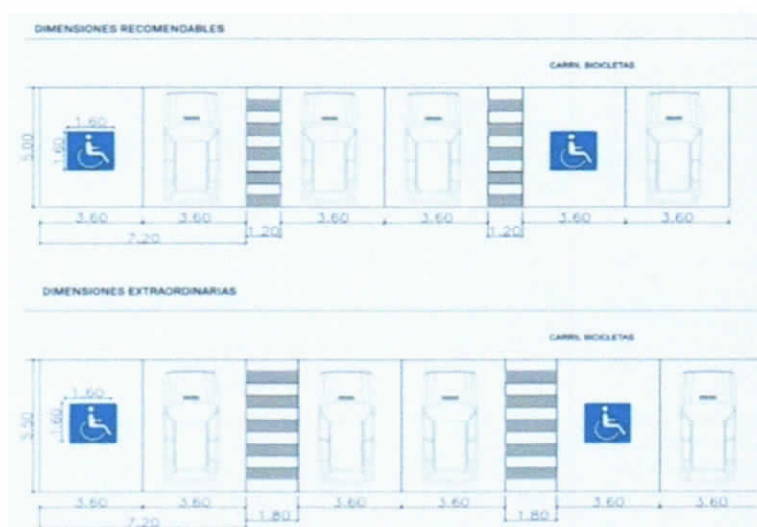 DIMENSIONES RECOMENDABLES
CARRIL BICICLETAS
1.60
5.00
1.60
3.60 3.60 3.60 3.60 3.60 3.60
7.20 1.20 1.20
DIMENSIONES EXTRAORDINARIAS
CARRIL BICICLETAS
1.60
5.50
1.60
3.60 3.60 3.60 3.60 3.60 3.60
7.20 1.80 1.80